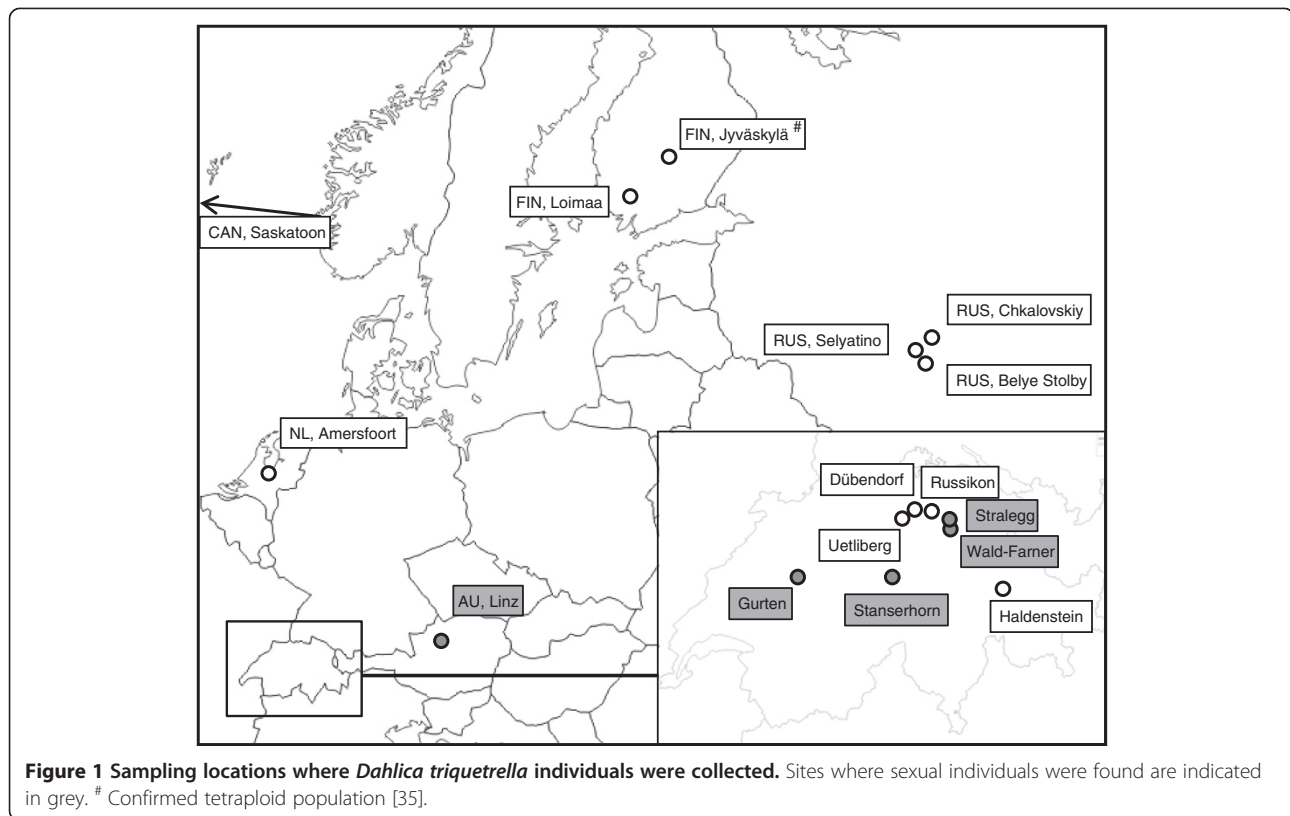 FIN, Jyväskylä #
FIN, Loimaa
CAN, Saskatoon
RUS, Chkalovskiy
RUS, Selyatino
RUS, Belye Stolby
NL, Amersfoort
Dübendorf
Russikon
Stralegg
Uetliberg
Wald-Farner
AU, Linz
Gurten
Stanserhorn
Haldenstein
Figure 1 Sampling locations where Dahlica triquetrella individuals were collected. Sites where sexual individuals were found are indicated
in grey. # Confirmed tetraploid population [35].